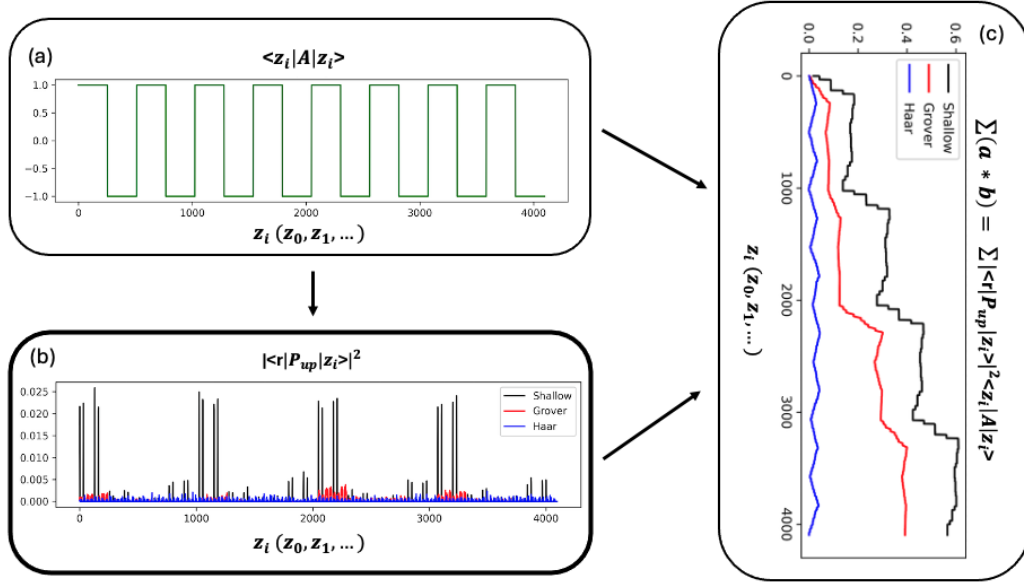 (a)
<z_i|A|z_i>
1.0
0.5
0.0
−0.5
−1.0
0
1000
2000
3000
4000
z_i (z_0, z_1, ...)
(b)
|<r|P_up|z_i>|^2
0.025
0.020
0.015
0.010
0.005
0.000
Shallow
Grover
Haar
0
1000
2000
3000
4000
z_i (z_0, z_1, ...)
(c)
∑(a * b) = ∑|<r|P_up|z_i>|^2<z_i|A|z_i>
0.0
0.2
0.4
0.6
Shallow
Grover
Haar
0
1000
2000
3000
4000
z_i (z_0, z_1, ...)